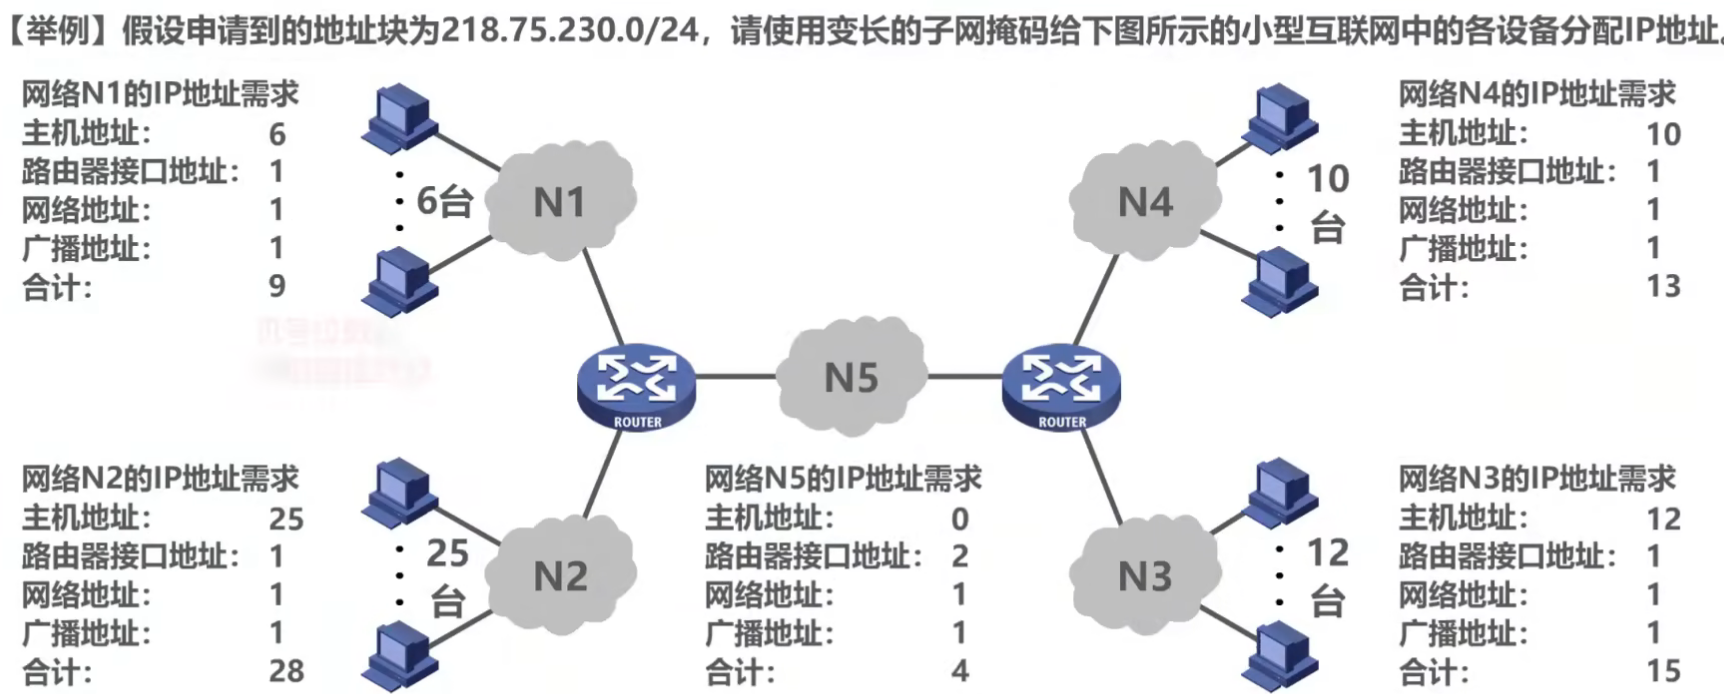 【举例】假设申请到的地址块为218.75.230.0/24，请使用变长的子网掩码给下图所示的小型互联网中的各设备分配IP地址。
网络N1的IP地址需求
主机地址： 6
路由器接口地址： 1
网络地址： 1
广播地址： 1
合计： 9
6台
N1
N4
10
台
网络N4的IP地址需求
主机地址： 10
路由器接口地址： 1
网络地址： 1
广播地址： 1
合计： 13
ROUTER
N5
ROUTER
网络N2的IP地址需求
主机地址： 25
路由器接口地址： 1
网络地址： 1
广播地址： 1
合计： 28
25
台
N2
网络N5的IP地址需求
主机地址： 0
路由器接口地址： 2
网络地址： 1
广播地址： 1
合计： 4
N3
12
台
网络N3的IP地址需求
主机地址： 12
路由器接口地址： 1
网络地址： 1
广播地址： 1
合计： 15